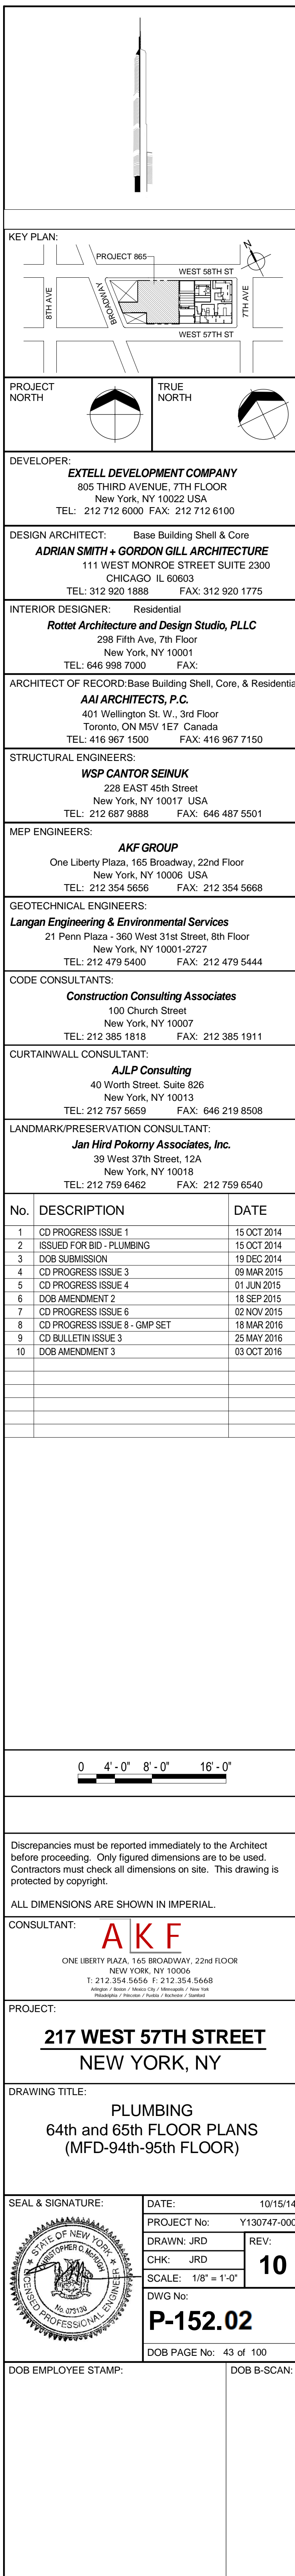 KEY PLAN:
N
PROJECT 865
WEST 58TH ST
8TH AVE
BROADWAY
7TH AVE
WEST 57TH ST
PROJECT NORTH
TRUE NORTH
DEVELOPER:
EXTELL DEVELOPMENT COMPANY
805 THIRD AVENUE, 7TH FLOOR
New York, NY 10022 USA
TEL: 212 712 6000 FAX: 212 712 6100
DESIGN ARCHITECT: Base Building Shell & Core
ADRIAN SMITH + GORDON GILL ARCHITECTURE
111 WEST MONROE STREET SUITE 2300
CHICAGO IL 60603
TEL: 312 920 1888 FAX: 312 920 1775
INTERIOR DESIGNER: Residential
Rottet Architecture and Design Studio, PLLC
298 Fifth Ave, 7th Floor
New York, NY 10001
TEL: 646 998 7000 FAX:
ARCHITECT OF RECORD:Base Building Shell, Core, & Residentia
AAI ARCHITECTS, P.C.
401 Wellington St. W., 3rd Floor
Toronto, ON M5V 1E7 Canada
TEL: 416 967 1500 FAX: 416 967 7150
STRUCTURAL ENGINEERS:
WSP CANTOR SEINUK
228 EAST 45th Street
New York, NY 10017 USA
TEL: 212 687 9888 FAX: 646 487 5501
MEP ENGINEERS:
AKF GROUP
One Liberty Plaza, 165 Broadway, 22nd Floor
New York, NY 10006 USA
TEL: 212 354 5656 FAX: 212 354 5668
GEOTECHNICAL ENGINEERS:
Langan Engineering & Environmental Services
21 Penn Plaza - 360 West 31st Street, 8th Floor
New York, NY 10001-2727
TEL: 212 479 5400 FAX: 212 479 5444
CODE CONSULTANTS:
Construction Consulting Associates
100 Church Street
New York, NY 10007
TEL: 212 385 1818 FAX: 212 385 1911
CURTAINWALL CONSULTANT:
AJLP Consulting
40 Worth Street. Suite 826
New York, NY 10013
TEL: 212 757 5659 FAX: 646 219 8508
LANDMARK/PRESERVATION CONSULTANT:
Jan Hird Pokorny Associates, Inc.
39 West 37th Street, 12A
New York, NY 10018
TEL: 212 759 6462 FAX: 212 759 6540
No. DESCRIPTION DATE
1 CD PROGRESS ISSUE 1 15 OCT 2014
2 ISSUED FOR BID - PLUMBING 15 OCT 2014
3 DOB SUBMISSION 19 DEC 2014
4 CD PROGRESS ISSUE 3 09 MAR 2015
5 CD PROGRESS ISSUE 4 01 JUN 2015
6 DOB AMENDMENT 2 18 SEP 2015
7 CD PROGRESS ISSUE 6 02 NOV 2015
8 CD PROGRESS ISSUE 8 - GMP SET 18 MAR 2016
9 CD BULLETIN ISSUE 3 25 MAY 2016
10 DOB AMENDMENT 3 03 OCT 2016
0 4' - 0" 8' - 0" 16' - 0"
Discrepancies must be reported immediately to the Architect
before proceeding. Only figured dimensions are to be used.
Contractors must check all dimensions on site. This drawing is
protected by copyright.
ALL DIMENSIONS ARE SHOWN IN IMPERIAL.
CONSULTANT:
AKF
ONE LIBERTY PLAZA, 165 BROADWAY, 22nd FLOOR
NEW YORK, NY 10006
T: 212.354.5656 F: 212.354.5668
Arlington / Boston / Mexico City / Minneapolis / New York
Philadelphia / Princeton / Puebla / Rochester / Stamford
PROJECT:
217 WEST 57TH STREET
NEW YORK, NY
DRAWING TITLE:
PLUMBING
64th and 65th FLOOR PLANS
(MFD-94th-95th FLOOR)
SEAL & SIGNATURE:
STATE OF NEW YORK
CHRISTOPHER O. McHUGH
No. 073130
LICENSED PROFESSIONAL ENGINEER
DATE: 10/15/14
PROJECT No: Y130747-000
DRAWN: JRD
CHK: JRD
SCALE: 1/8" = 1'-0"
REV:
10
DWG No:
P-152.02
DOB PAGE No: 43 of 100
DOB EMPLOYEE STAMP:
DOB B-SCAN: